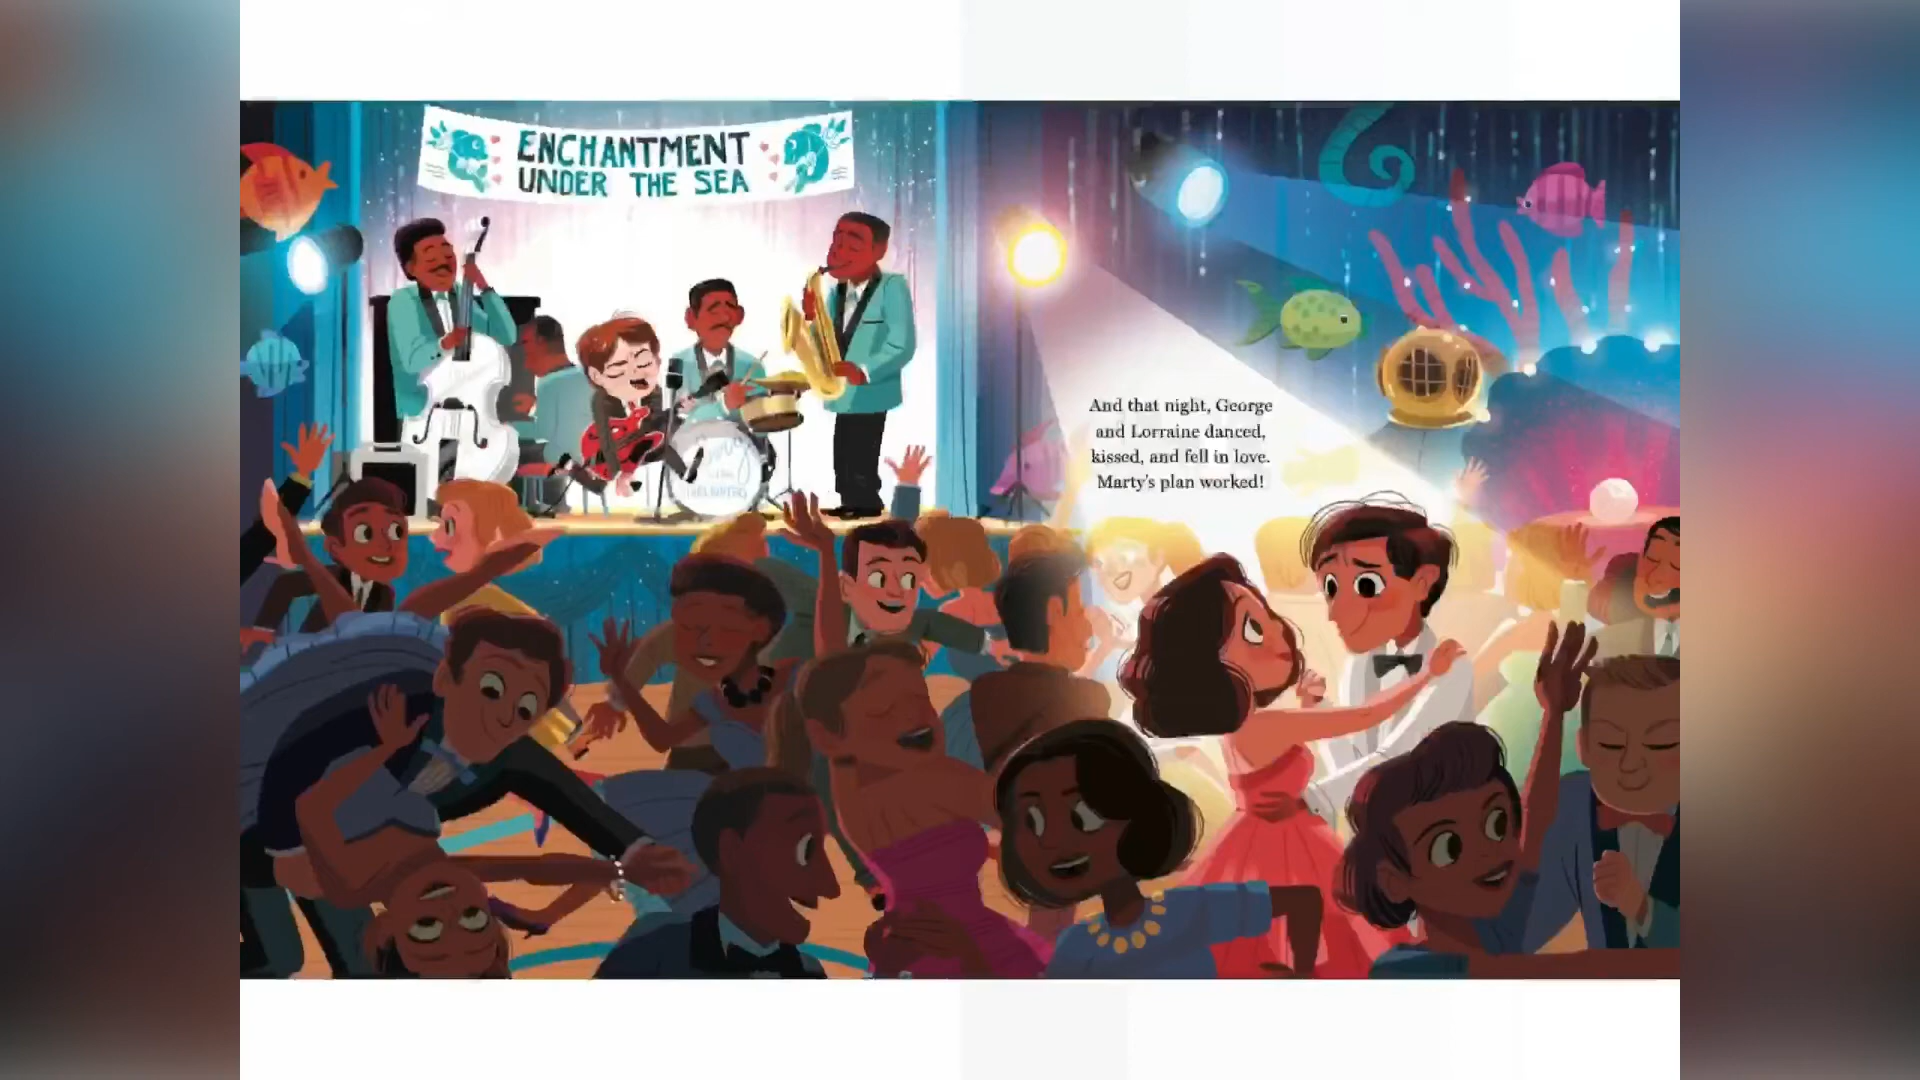 ENCHANTMENT
UNDER THE SEA
And that night, George
and Lorraine danced,
kissed, and fell in love.
Marty's plan worked!